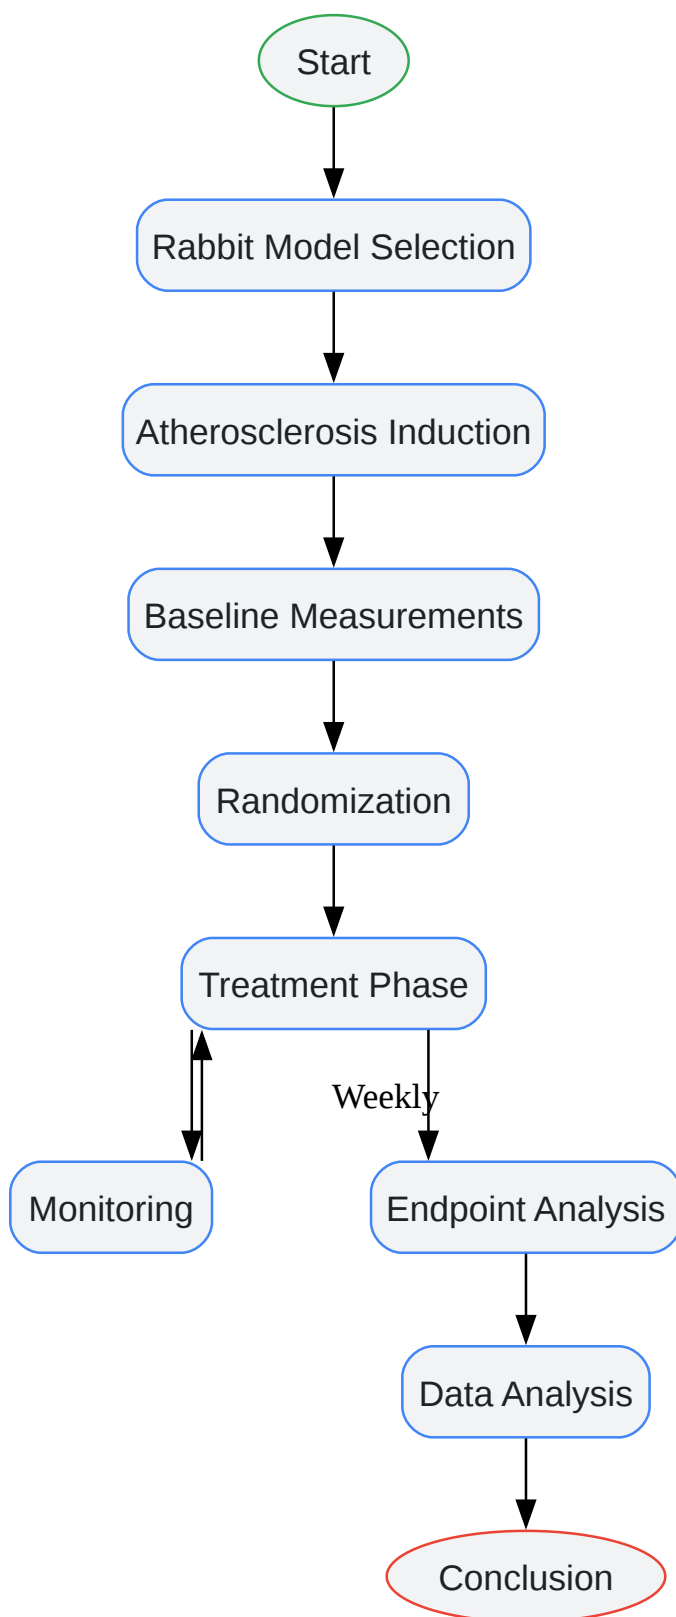 Start
Rabbit Model Selection
Atherosclerosis Induction
Baseline Measurements
Randomization
Treatment Phase
Weekly
Monitoring
Endpoint Analysis
Data Analysis
Conclusion